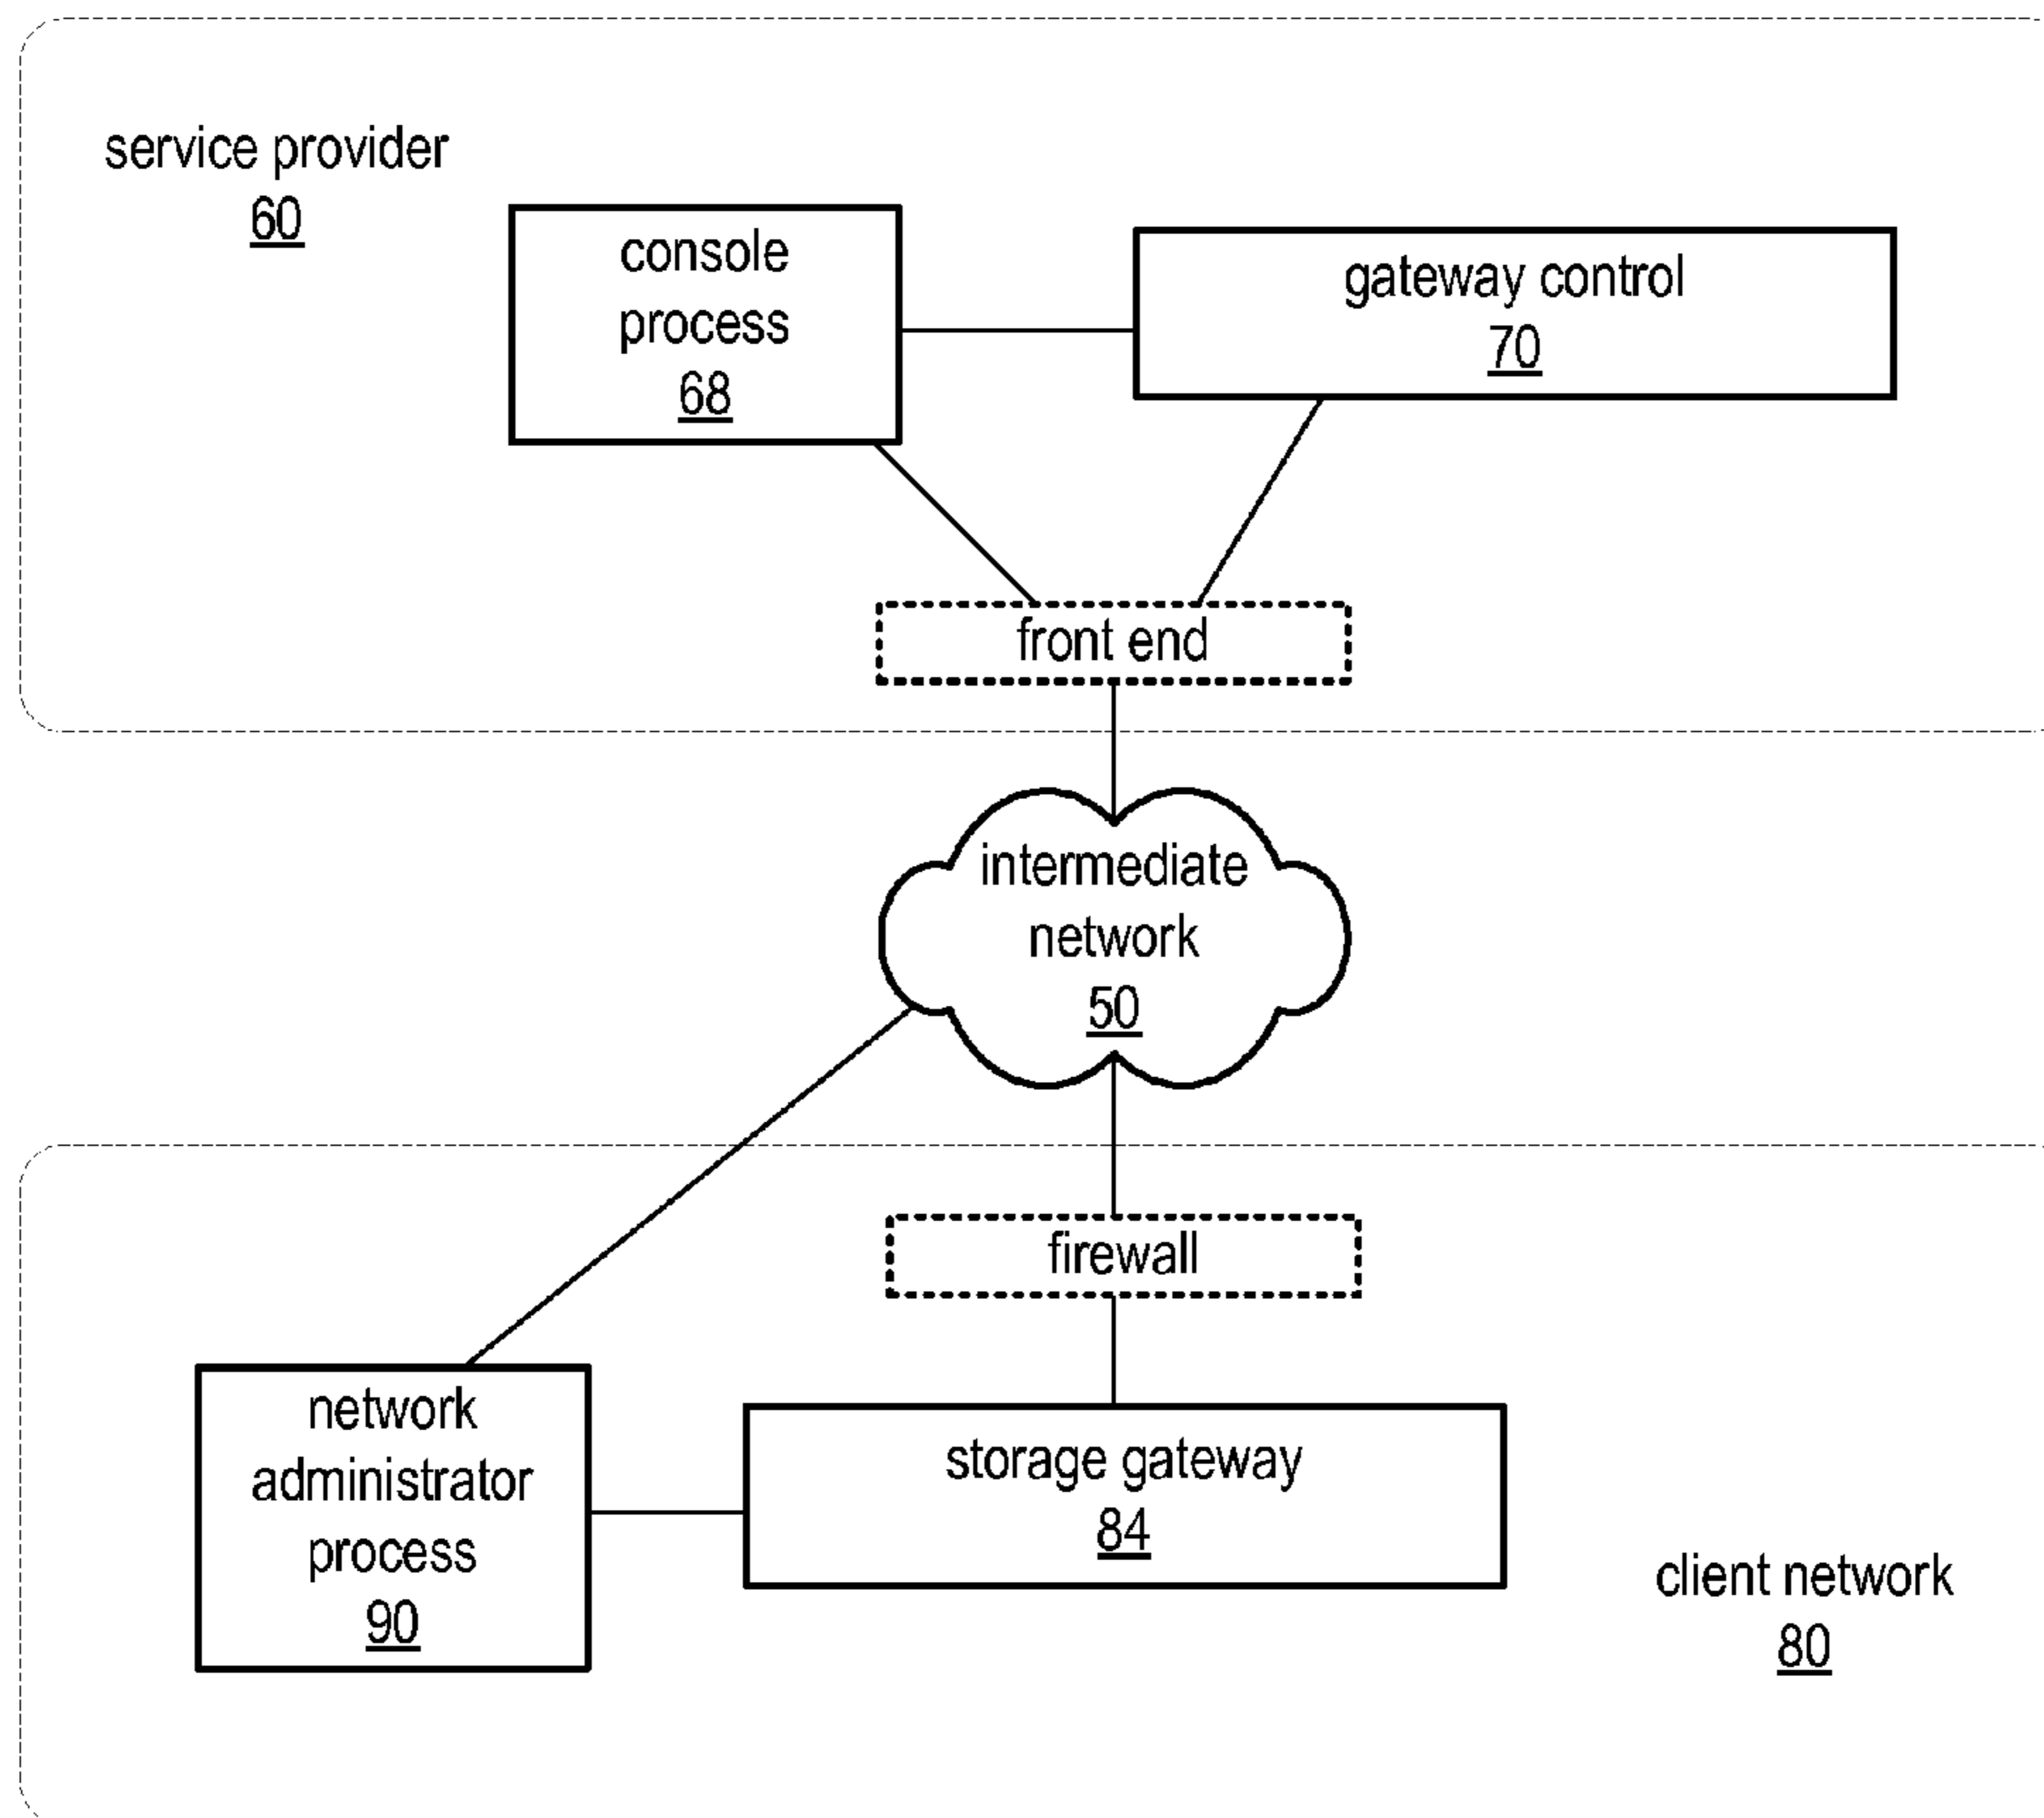 service provider
60
console
process
68
gateway control
70
front end
intermediate
network
50
firewall
network
administrator
process
90
storage gateway
84
client network
80